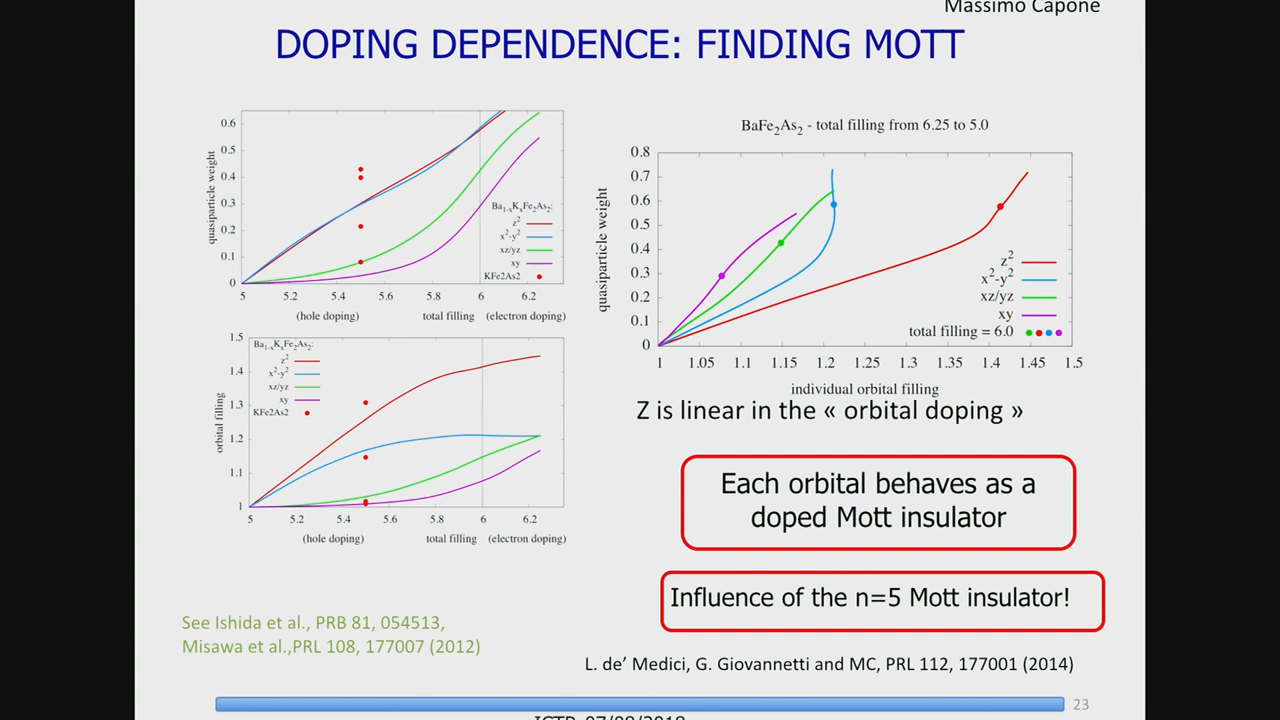 Massimo Capone
DOPING DEPENDENCE: FINDING MOTT
0.6
0.5
0.4
0.3
0.2
0.1
0
quasiparticle weight
Ba1-xKxFe2As2:
z2
x2-y2
xz/yz
xy
KFe2As2
5 5.2 5.4 5.6 5.8 6 6.2
(hole doping) total filling (electron doping)
1.5
1.4
1.3
1.2
1.1
1
orbital filling
Ba1-xKxFe2As2:
z2
x2-y2
xz/yz
xy
KFe2As2
5 5.2 5.4 5.6 5.8 6 6.2
(hole doping) total filling (electron doping)
BaFe2As2 - total filling from 6.25 to 5.0
0.8
0.7
0.6
0.5
0.4
0.3
0.2
0.1
0
quasiparticle weight
z2
x2-y2
xz/yz
xy
total filling = 6.0
1 1.05 1.1 1.15 1.2 1.25 1.3 1.35 1.4 1.45 1.5
individual orbital filling
Z is linear in the « orbital doping »
Each orbital behaves as a
doped Mott insulator
Influence of the n=5 Mott insulator!
See Ishida et al., PRB 81, 054513,
Misawa et al.,PRL 108, 177007 (2012)
L. de' Medici, G. Giovannetti and MC, PRL 112, 177001 (2014)
23
ICTP, 07/08/2018